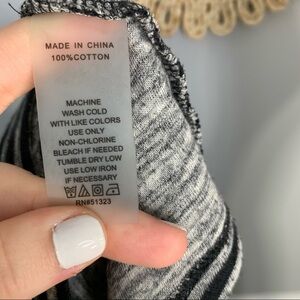 MADE IN CHINA
100%COTTON
MACHINE
WASH COLD
WITH LIKE COLORS
USE ONLY
NON-CHLORINE
BLEACH IF NEEDED
TUMBLE DRY LOW
USE LOW IRON
IF NECESSARY
RN#51323